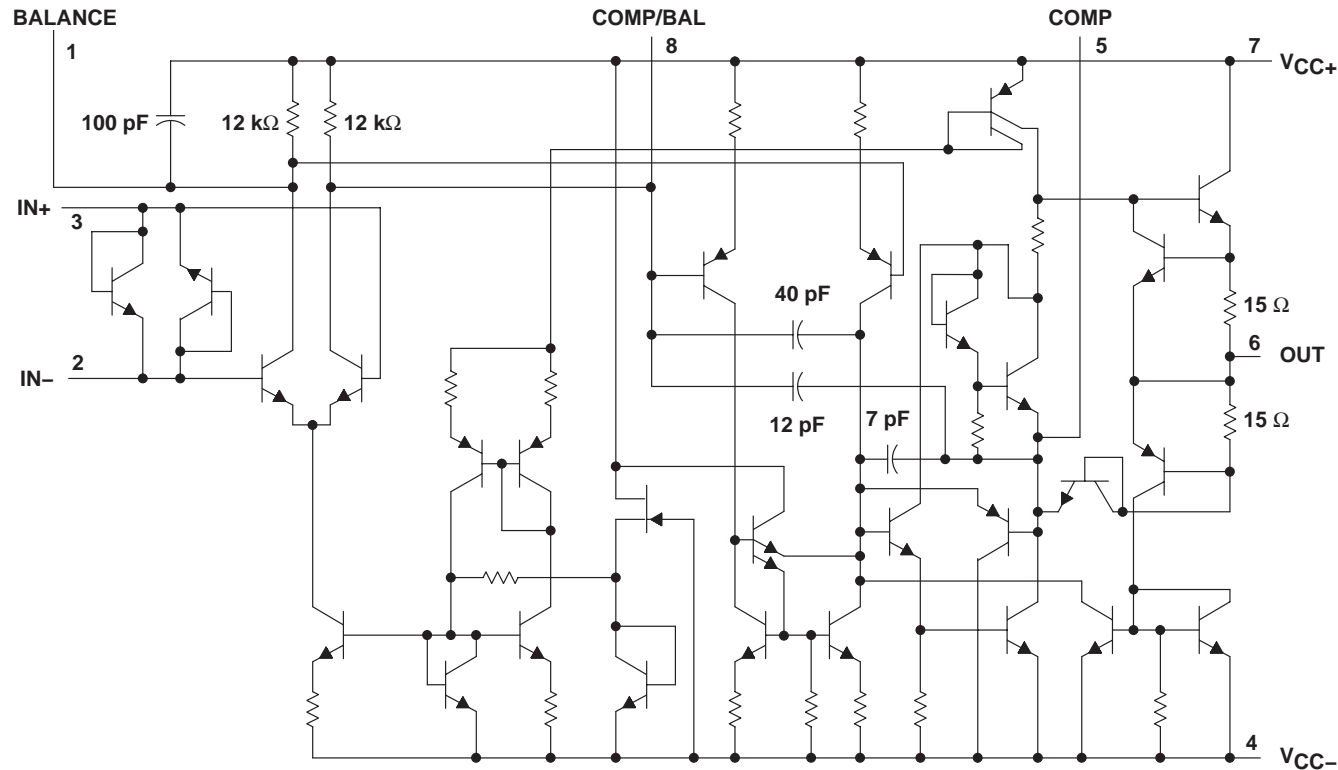 BALANCE
COMP/BAL
COMP
1
8
5
7
VCC+
100 pF
12 kΩ
12 kΩ
IN+
3
40 pF
15 Ω
2
6
OUT
IN−
12 pF
7 pF
15 Ω
4
VCC−